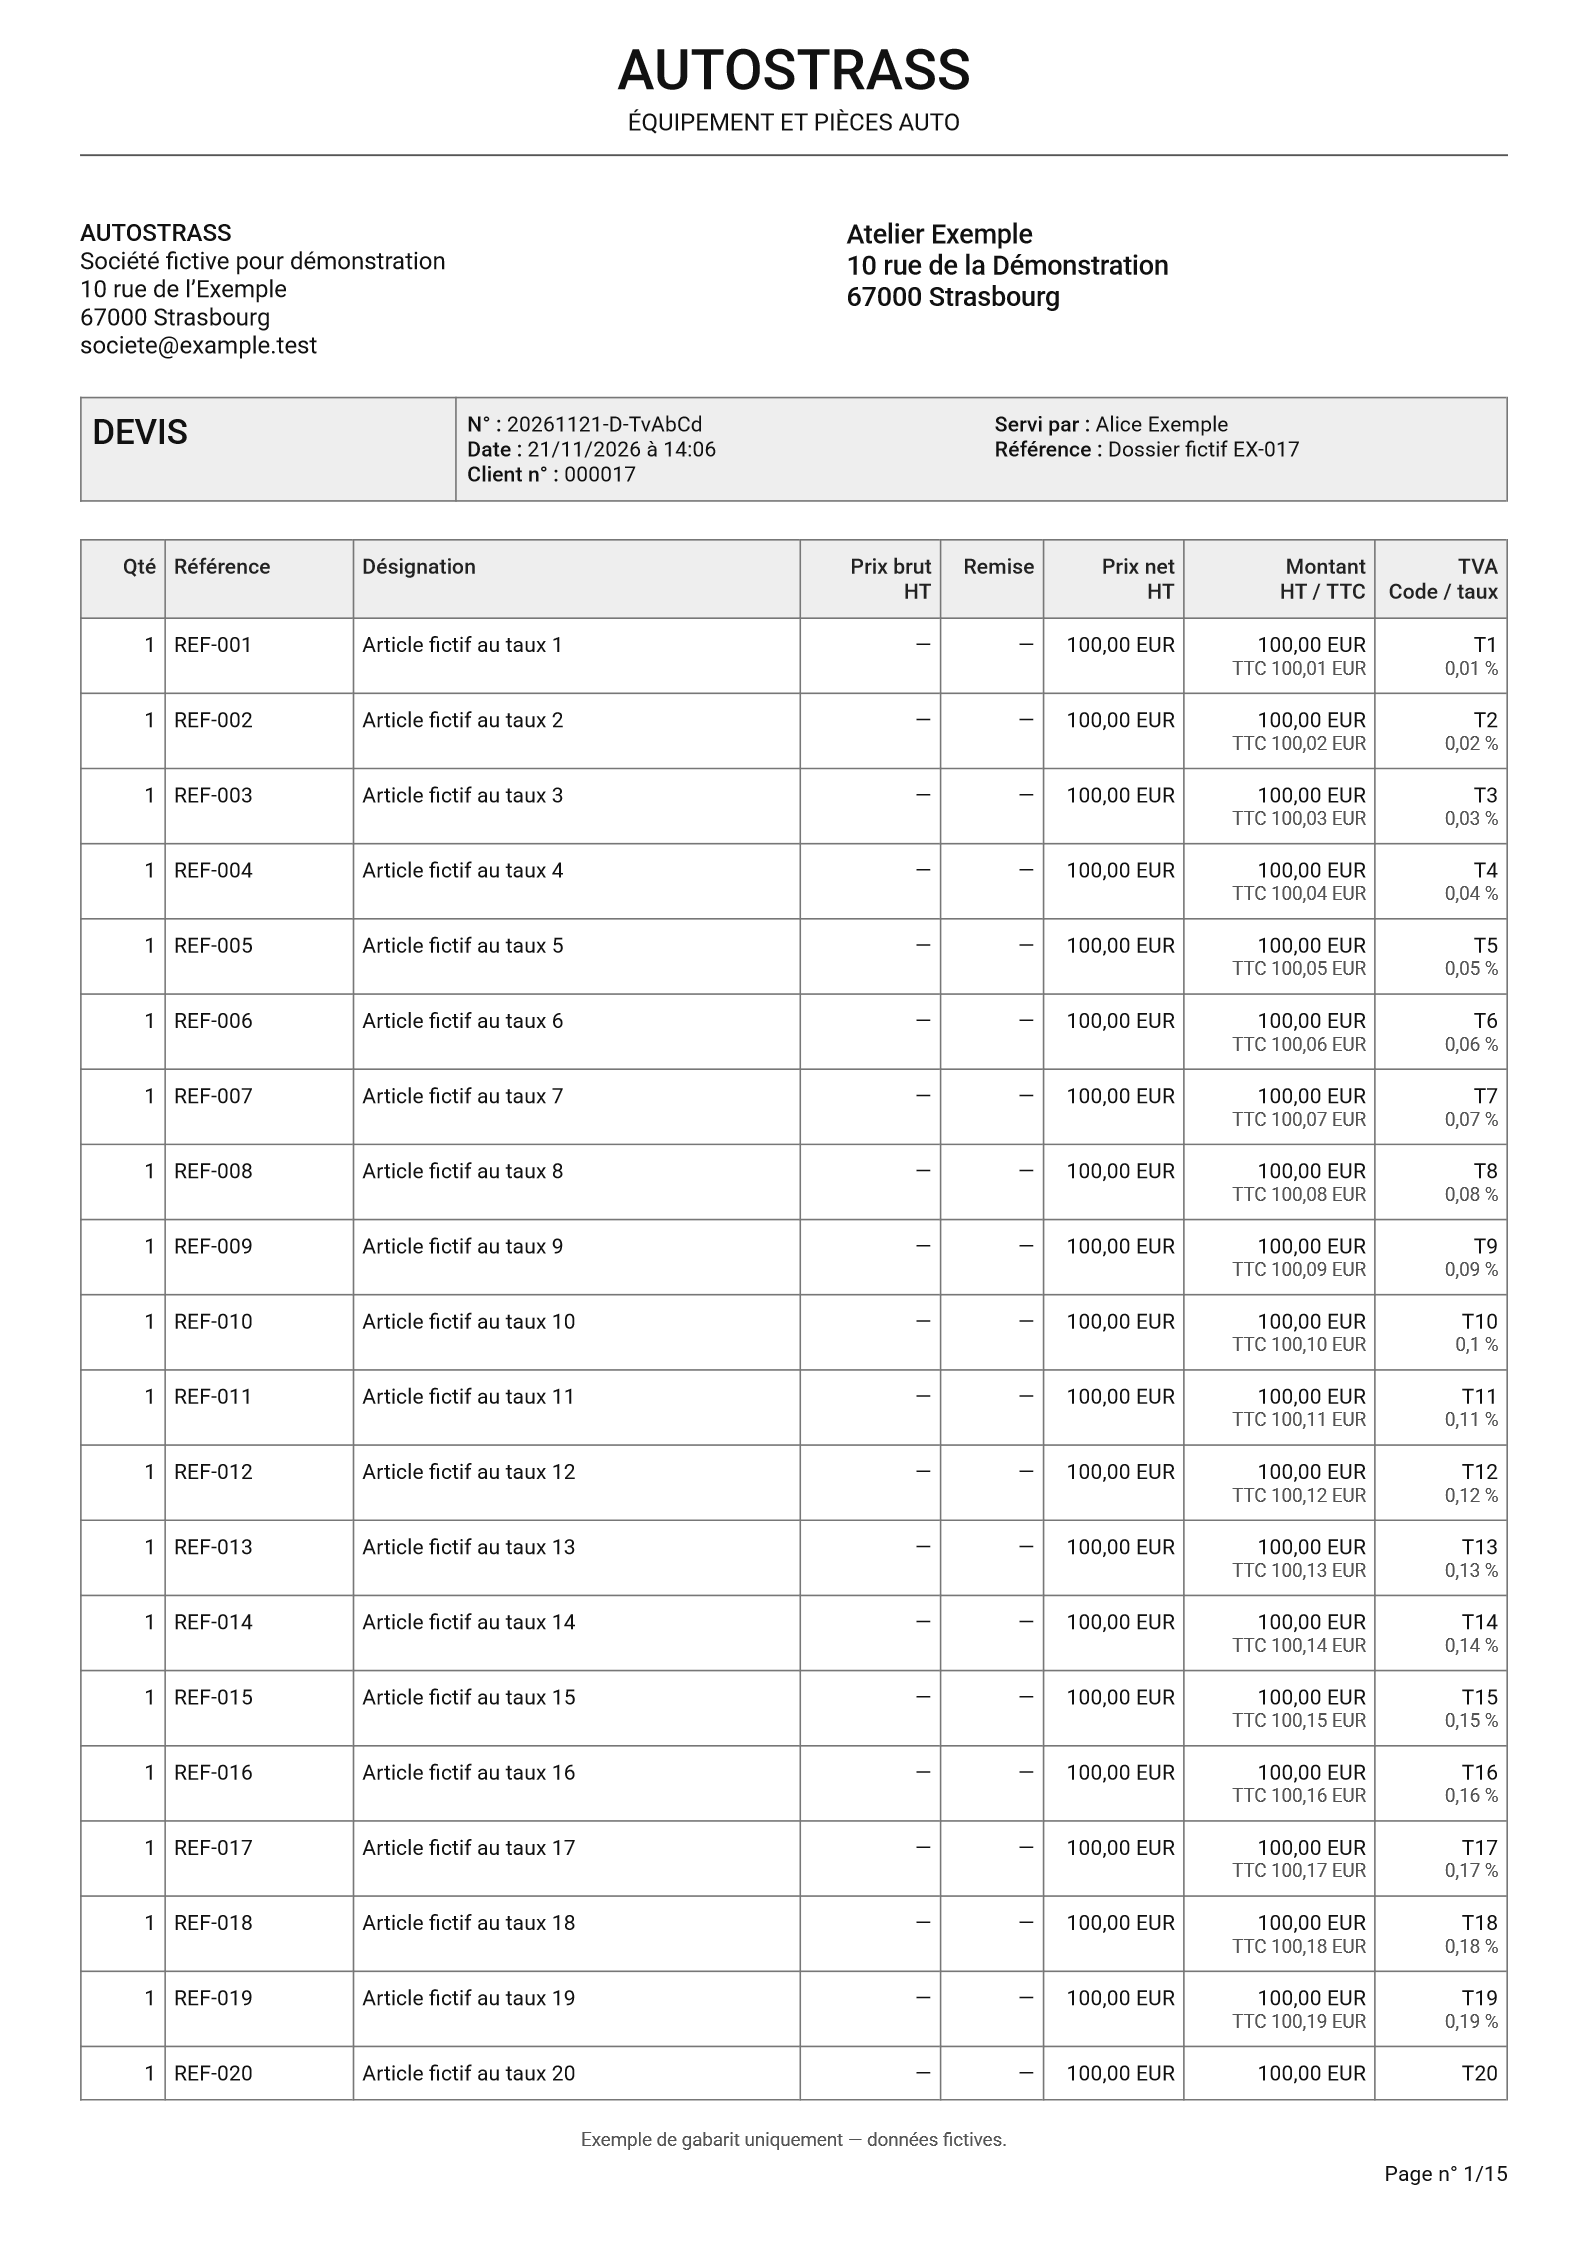 AUTOSTRASS
ÉQUIPEMENT ET PIÈCES AUTO
AUTOSTRASS
Société fictive pour démonstration
10 rue de l’Exemple
67000 Strasbourg
societe@example.test
Atelier Exemple
10 rue de la Démonstration
67000 Strasbourg
DEVIS
N° : 20261121-D-TvAbCd
Date : 21/11/2026 à 14:06
Client n° : 000017
Servi par : Alice Exemple
Référence : Dossier fictif EX-017
Qté Référence Désignation Prix brut HT Remise Prix net HT Montant HT / TTC TVA Code / taux
1 REF-001 Article fictif au taux 1 — — 100,00 EUR 100,00 EUR T1
TTC 100,01 EUR 0,01 %
1 REF-002 Article fictif au taux 2 — — 100,00 EUR 100,00 EUR T2
TTC 100,02 EUR 0,02 %
1 REF-003 Article fictif au taux 3 — — 100,00 EUR 100,00 EUR T3
TTC 100,03 EUR 0,03 %
1 REF-004 Article fictif au taux 4 — — 100,00 EUR 100,00 EUR T4
TTC 100,04 EUR 0,04 %
1 REF-005 Article fictif au taux 5 — — 100,00 EUR 100,00 EUR T5
TTC 100,05 EUR 0,05 %
1 REF-006 Article fictif au taux 6 — — 100,00 EUR 100,00 EUR T6
TTC 100,06 EUR 0,06 %
1 REF-007 Article fictif au taux 7 — — 100,00 EUR 100,00 EUR T7
TTC 100,07 EUR 0,07 %
1 REF-008 Article fictif au taux 8 — — 100,00 EUR 100,00 EUR T8
TTC 100,08 EUR 0,08 %
1 REF-009 Article fictif au taux 9 — — 100,00 EUR 100,00 EUR T9
TTC 100,09 EUR 0,09 %
1 REF-010 Article fictif au taux 10 — — 100,00 EUR 100,00 EUR T10
TTC 100,10 EUR 0,1 %
1 REF-011 Article fictif au taux 11 — — 100,00 EUR 100,00 EUR T11
TTC 100,11 EUR 0,11 %
1 REF-012 Article fictif au taux 12 — — 100,00 EUR 100,00 EUR T12
TTC 100,12 EUR 0,12 %
1 REF-013 Article fictif au taux 13 — — 100,00 EUR 100,00 EUR T13
TTC 100,13 EUR 0,13 %
1 REF-014 Article fictif au taux 14 — — 100,00 EUR 100,00 EUR T14
TTC 100,14 EUR 0,14 %
1 REF-015 Article fictif au taux 15 — — 100,00 EUR 100,00 EUR T15
TTC 100,15 EUR 0,15 %
1 REF-016 Article fictif au taux 16 — — 100,00 EUR 100,00 EUR T16
TTC 100,16 EUR 0,16 %
1 REF-017 Article fictif au taux 17 — — 100,00 EUR 100,00 EUR T17
TTC 100,17 EUR 0,17 %
1 REF-018 Article fictif au taux 18 — — 100,00 EUR 100,00 EUR T18
TTC 100,18 EUR 0,18 %
1 REF-019 Article fictif au taux 19 — — 100,00 EUR 100,00 EUR T19
TTC 100,19 EUR 0,19 %
1 REF-020 Article fictif au taux 20 — — 100,00 EUR 100,00 EUR T20
Exemple de gabarit uniquement — données fictives.
Page n° 1/15